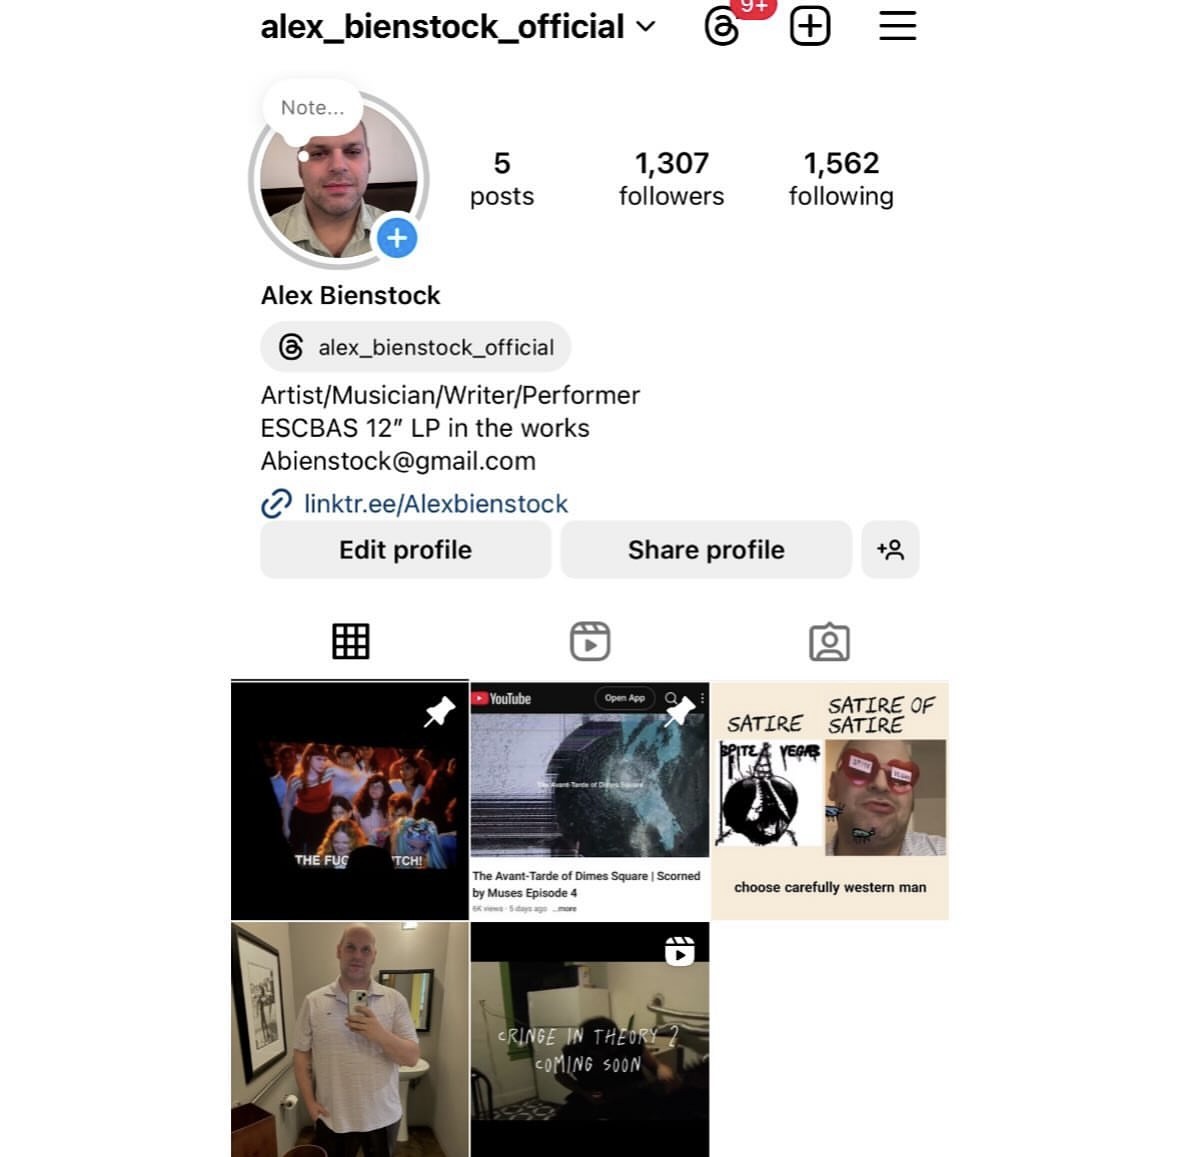 alex_bienstock_official
9+
Note...
5
posts
1,307
followers
1,562
following
Alex Bienstock
alex_bienstock_official
Artist/Musician/Writer/Performer
ESCBAS 12” LP in the works
Abienstock@gmail.com
linktr.ee/Alexbienstock
Edit profile
Share profile
THE FUC TCH!
YouTube
Open App
The Avant-Tarde of Dimes Square
The Avant-Tarde of Dimes Square | Scorned
by Muses Episode 4
6K views · 5 days ago ...more
SATIRE
SATIRE OF
SATIRE
SPITE & VEGAS
SPITE
VEGAS
choose carefully western man
CRINGE IN THEORY 2
COMING SOON